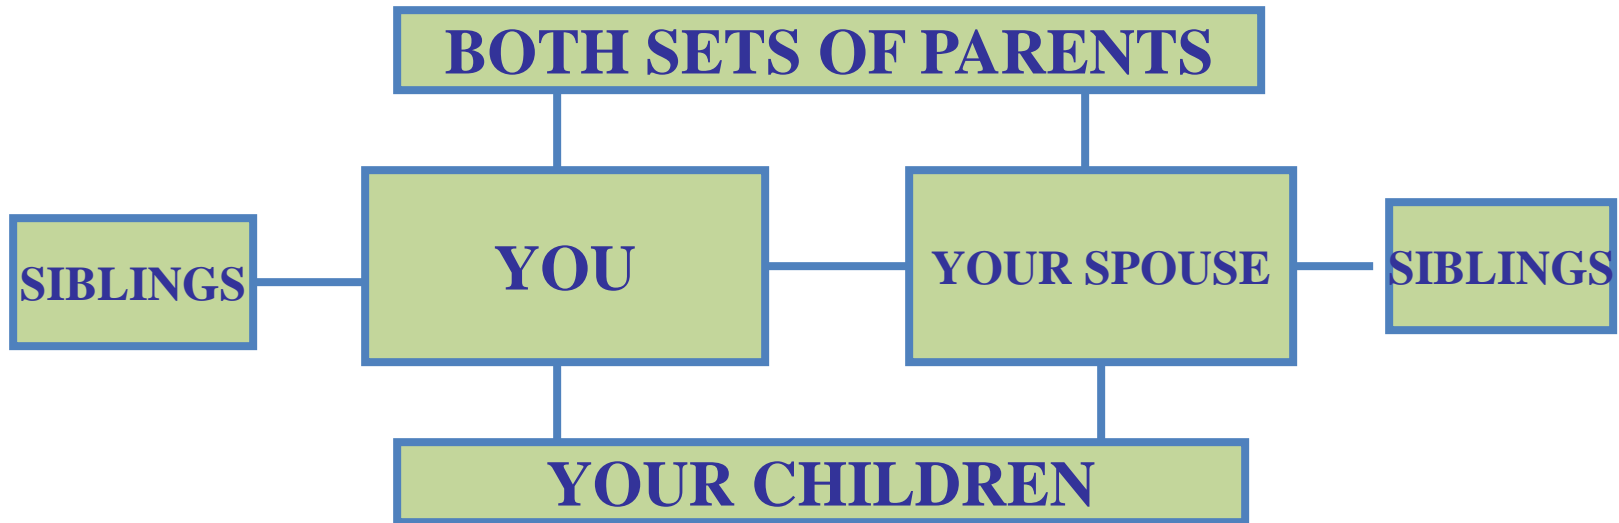 BOTH SETS OF PARENTS
SIBLINGS
YOU
YOUR SPOUSE
SIBLINGS
YOUR CHILDREN